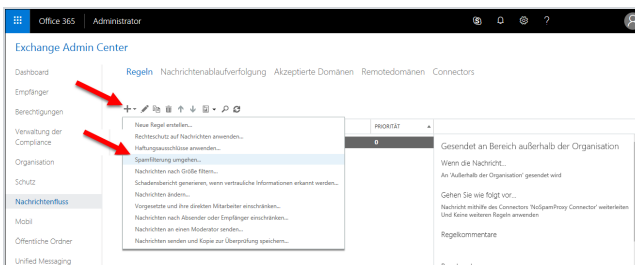 Office 365 Administrator
Exchange Admin Center
Dashboard
Empfänger
Berechtigungen
Verwaltung der
Compliance
Organisation
Schutz
Nachrichtenfluss
Mobil
Öffentliche Ordner
Unified Messaging
Regeln Nachrichtenablaufverfolgung Akzeptierte Domänen Remotedomänen Connectors
Neue Regel erstellen...
Rechteschutz auf Nachrichten anwenden...
Haftungsausschlüsse anwenden...
Spamfilterung umgehen...
Nachrichten nach Größe filtern...
Schadensbericht generieren, wenn vertrauliche Informationen erkannt werden...
Nachrichten ändern...
Vorgesetzte und ihre direkten Mitarbeiter einschränken...
Nachrichten nach Absender oder Empfänger einschränken...
Nachrichten an einen Moderator senden...
Nachrichten senden und Kopie zur Überprüfung speichern...
PRIORITÄT
0
Gesendet an Bereich außerhalb der Organisation
Wenn die Nachricht...
An 'Außerhalb der Organisation' gesendet wird
Gehen Sie wie folgt vor...
Nachricht mithilfe des Connectors 'NoSpamProxy Connector' weiterleiten
Und Keine weiteren Regeln anwenden
Regelkommentare